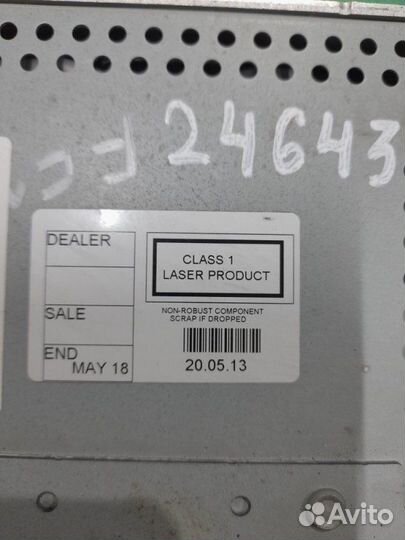 24643
DEALER
CLASS 1
LASER PRODUCT
SALE
NON-ROBUST COMPONENT
SCRAP IF DROPPED
END
MAY 18
20.05.13
Avito